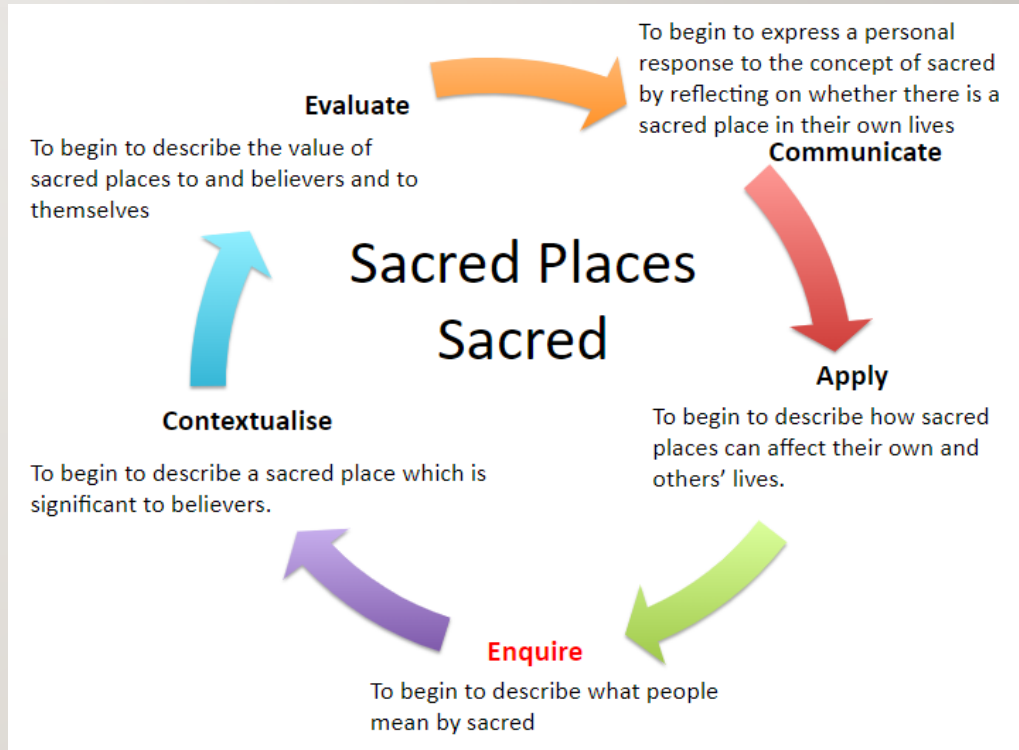 To begin to express a personal
response to the concept of sacred
by reflecting on whether there is a
sacred place in their own lives
Communicate
Evaluate
To begin to describe the value of
sacred places to and believers and to
themselves
Sacred Places
Sacred
Apply
To begin to describe how sacred
places can affect their own and
others’ lives.
Contextualise
To begin to describe a sacred place which is
significant to believers.
Enquire
To begin to describe what people
mean by sacred